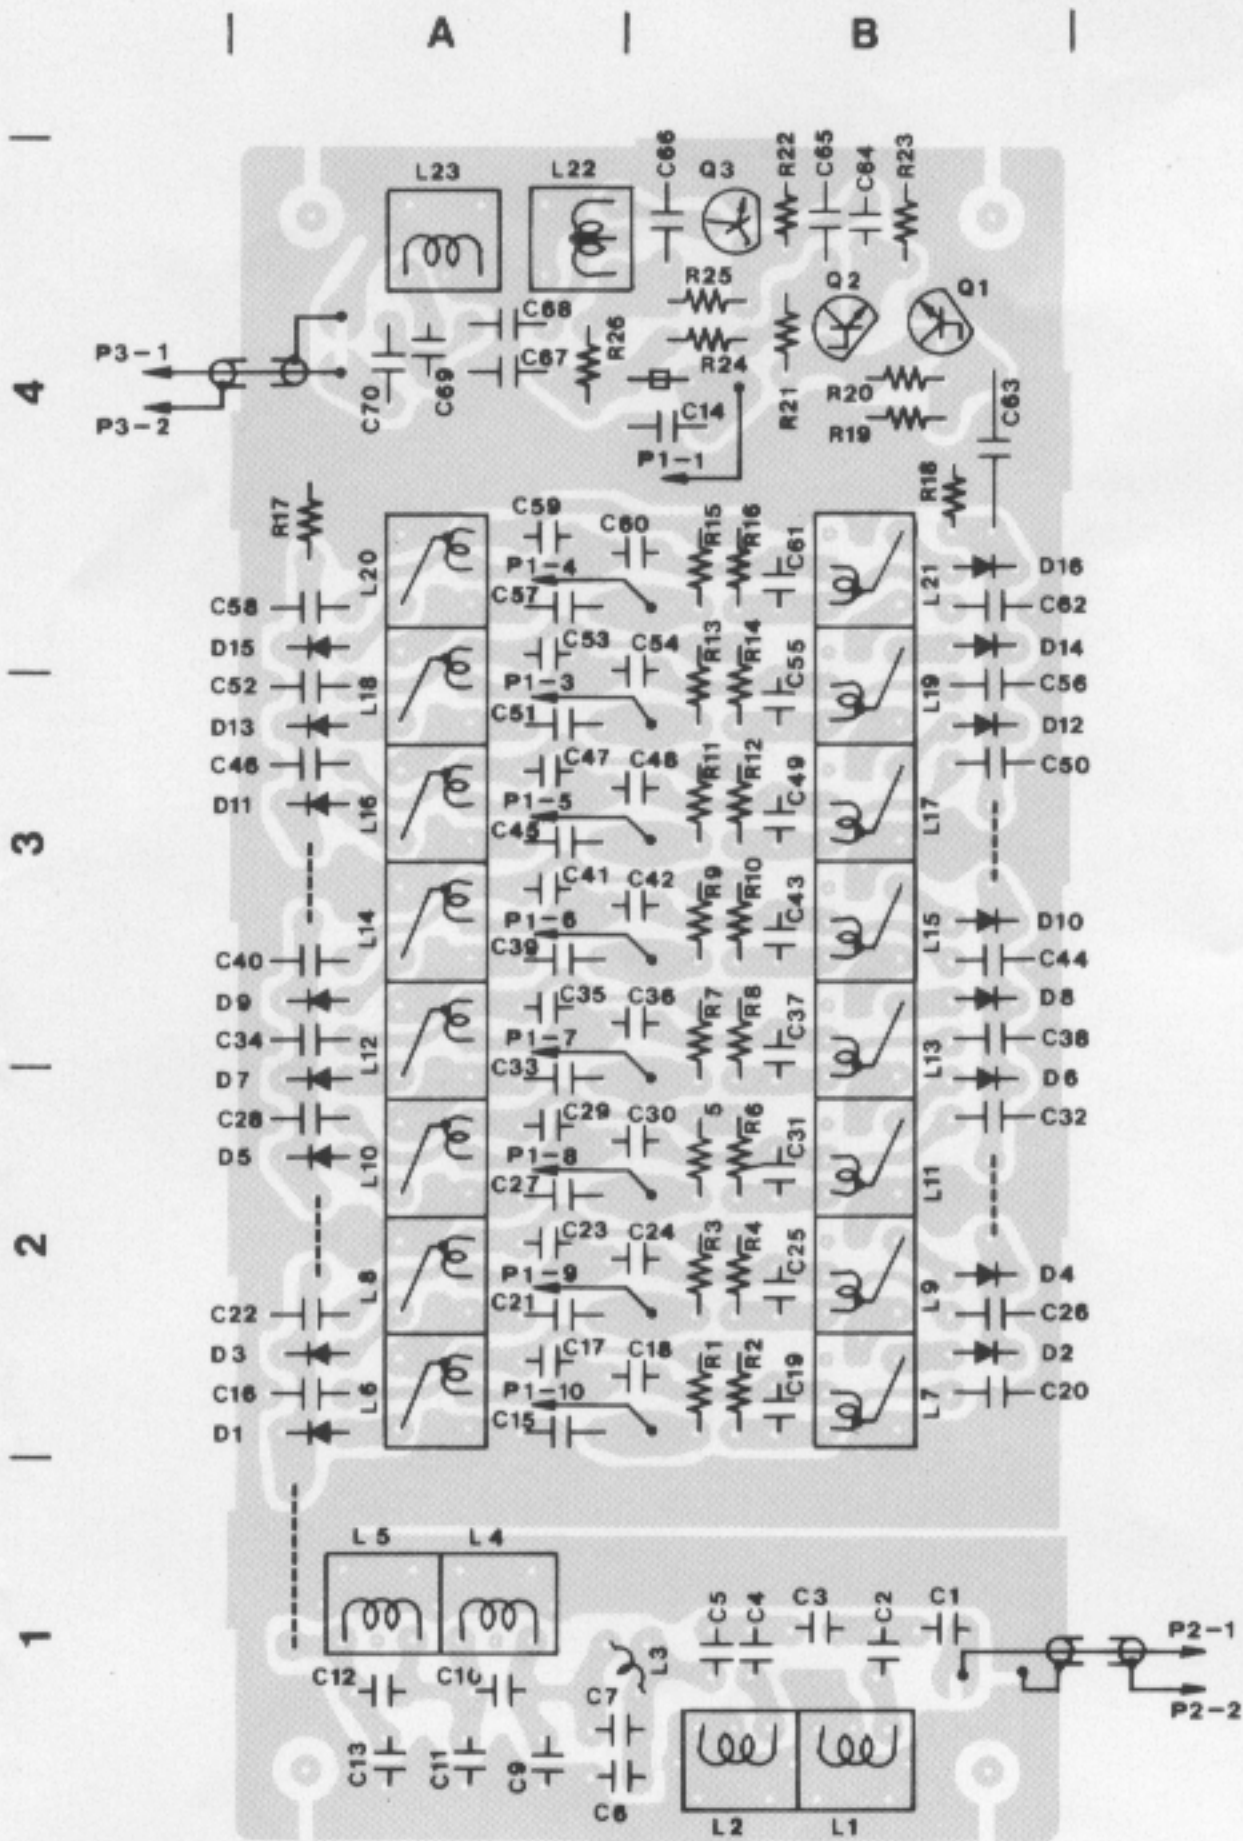 A B
L23 L22 C66 Q3 R22 C65 C64 R23
R25 Q2 Q1
C68
P3-1 C67 R26 R24
4
C70 C69 R21 R20 C63
P3-2 C14 R19
P1-1
R17 C59 C60 R15 R16 C61 R18
L20 P1-4 L21 D16
C58 C57 C62
D15 C53 C54 R13 R14 C55 D14
C52 L18 P1-3 L19 C56
D13 C51 D12
C46 C47 C48 R11 R12 C49 C50
D11 L16 P1-5 L17
3
C45
C41 C42 R9 R10 C43
L14 P1-6 L15 D10
C40 C39 C44
D9 C35 C36 R7 R8 C37 D8
C34 L12 P1-7 L13 C38
D7 C33 D6
C28 C29 C30 5 R6 C31 C32
D5 L10 P1-8 L11
C27
2
C23 C24 R3 R4 C25
L8 P1-9 L9 D4
C22 C21 C26
D3 C17 C18 R1 R2 C19 D2
C16 L6 P1-10 L7 C20
D1 C15
L5 L4
C5 C4 C3 C2 C1
1
P2-1
C12 C10 L3
C7 P2-2
C13 C11 C9
C6
L2 L1